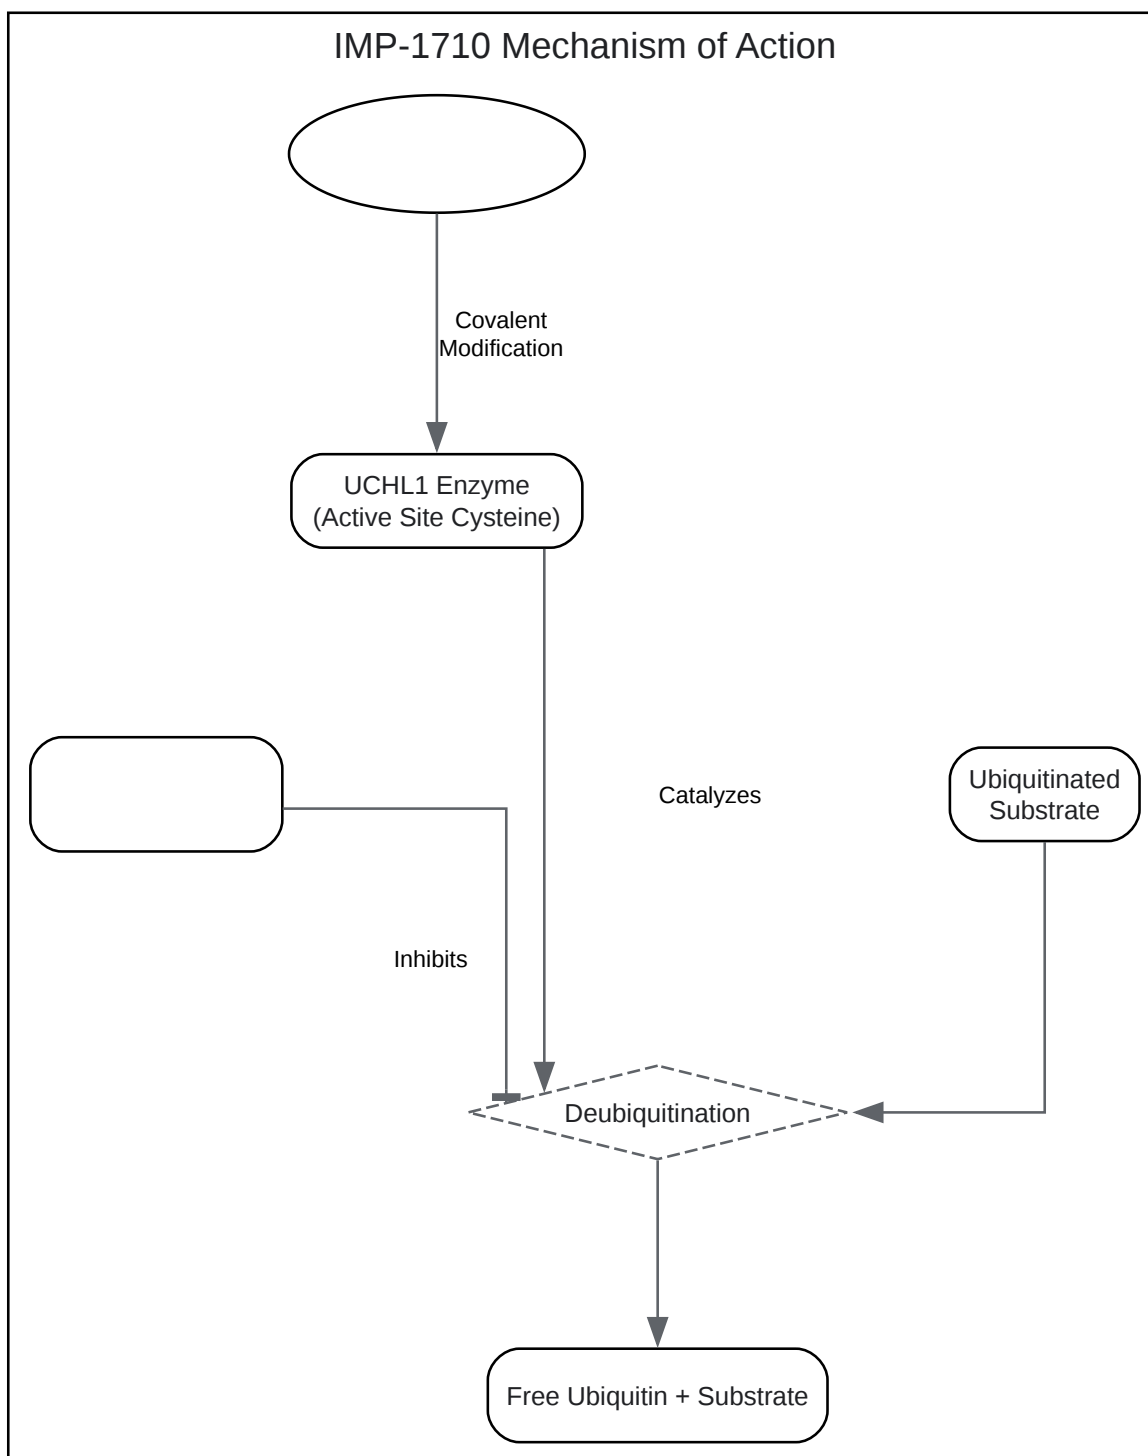 IMP-1710 Mechanism of Action
Covalent
Modification
UCHL1 Enzyme
(Active Site Cysteine)
Catalyzes
Ubiquitinated
Substrate
Inhibits
Deubiquitination
Free Ubiquitin + Substrate